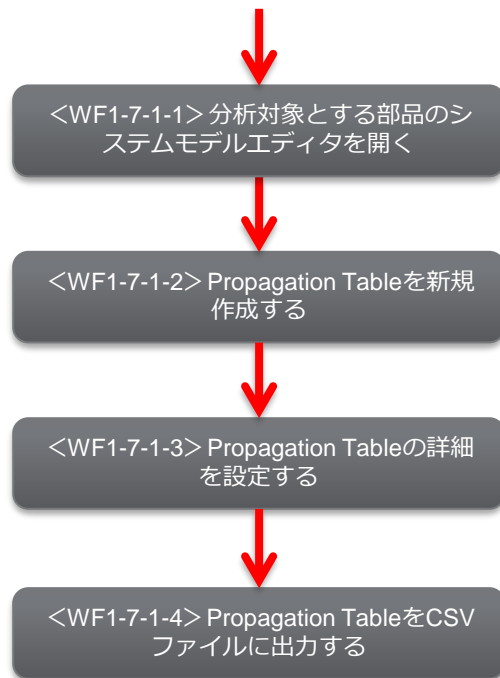 ＜WF1-7-1-1＞分析対象とする部品のシ
ステムモデルエディタを開く
＜WF1-7-1-2＞Propagation Tableを新規
作成する
＜WF1-7-1-3＞Propagation Tableの詳細
を設定する
＜WF1-7-1-4＞Propagation TableをCSV
ファイルに出力する